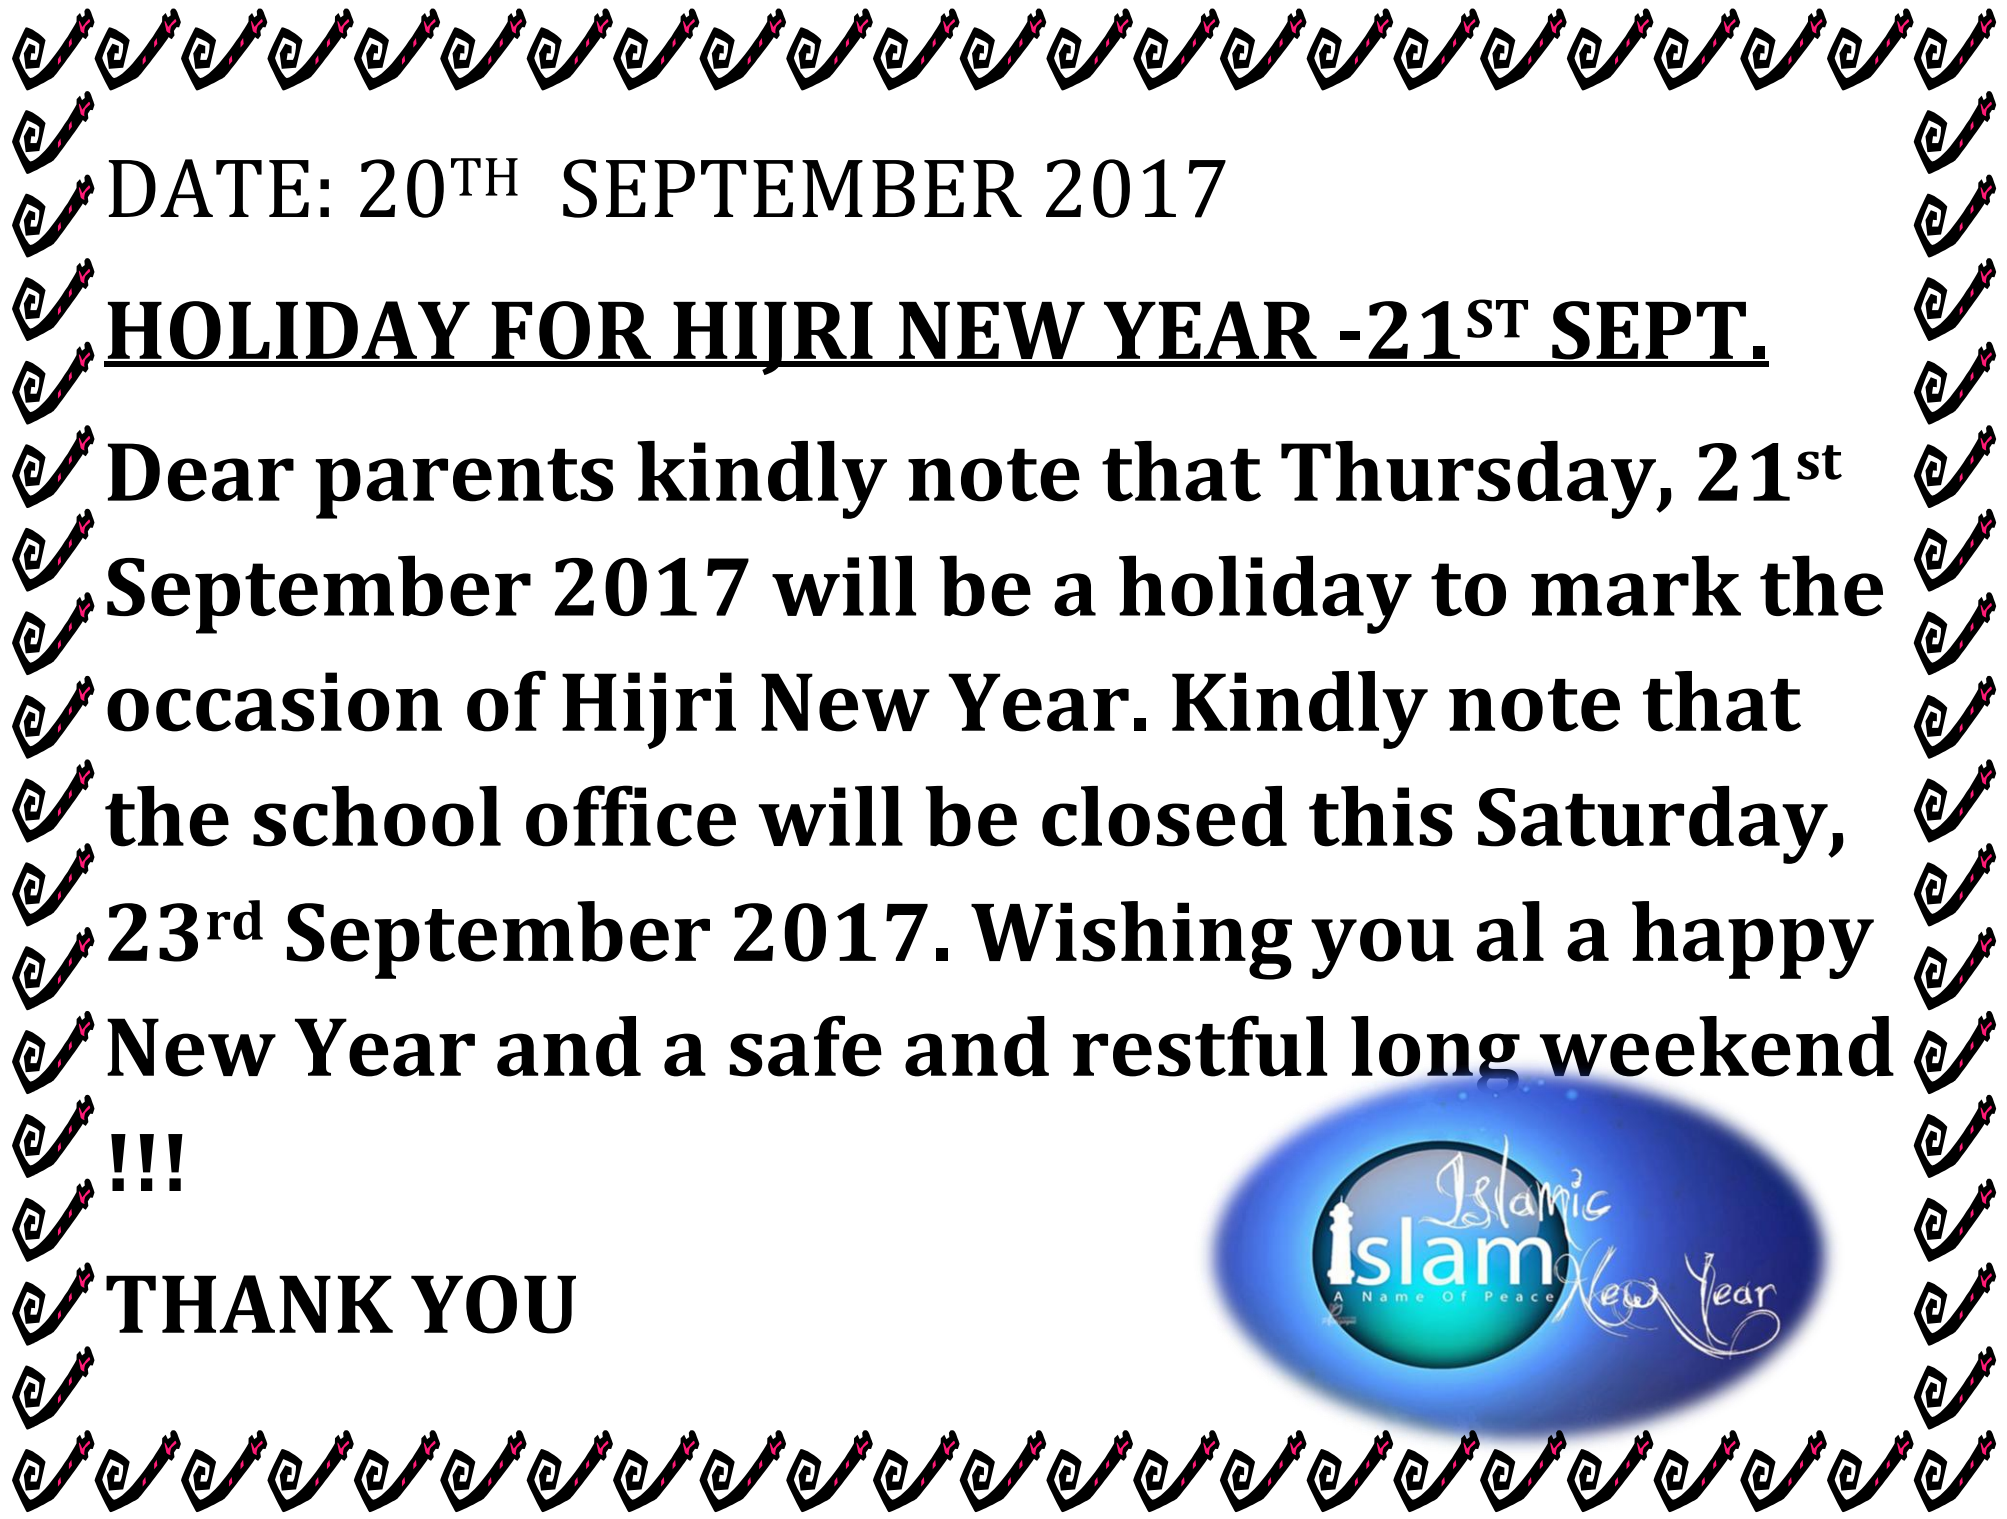 DATE: 20TH SEPTEMBER 2017
HOLIDAY FOR HIJRI NEW YEAR -21ST SEPT.
Dear parents kindly note that Thursday, 21st
September 2017 will be a holiday to mark the
occasion of Hijri New Year. Kindly note that
the school office will be closed this Saturday,
23rd September 2017. Wishing you al a happy
New Year and a safe and restful long weekend
!!!
THANK YOU
Islamic
Islam
New Year
A Name Of Peace